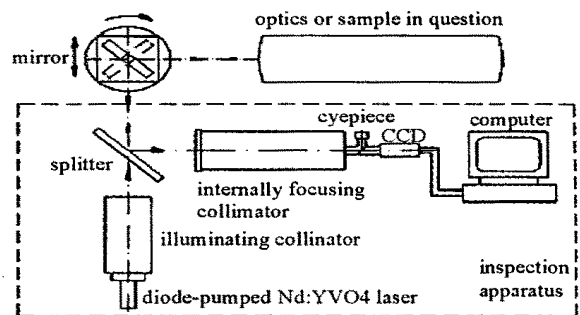 optics or sample in question
mirror
cyepiece
CCD
computer
splitter
internally focusing
collimator
illuminating collinator
inspection
apparatus
diode-pumped Nd:YVO4 laser